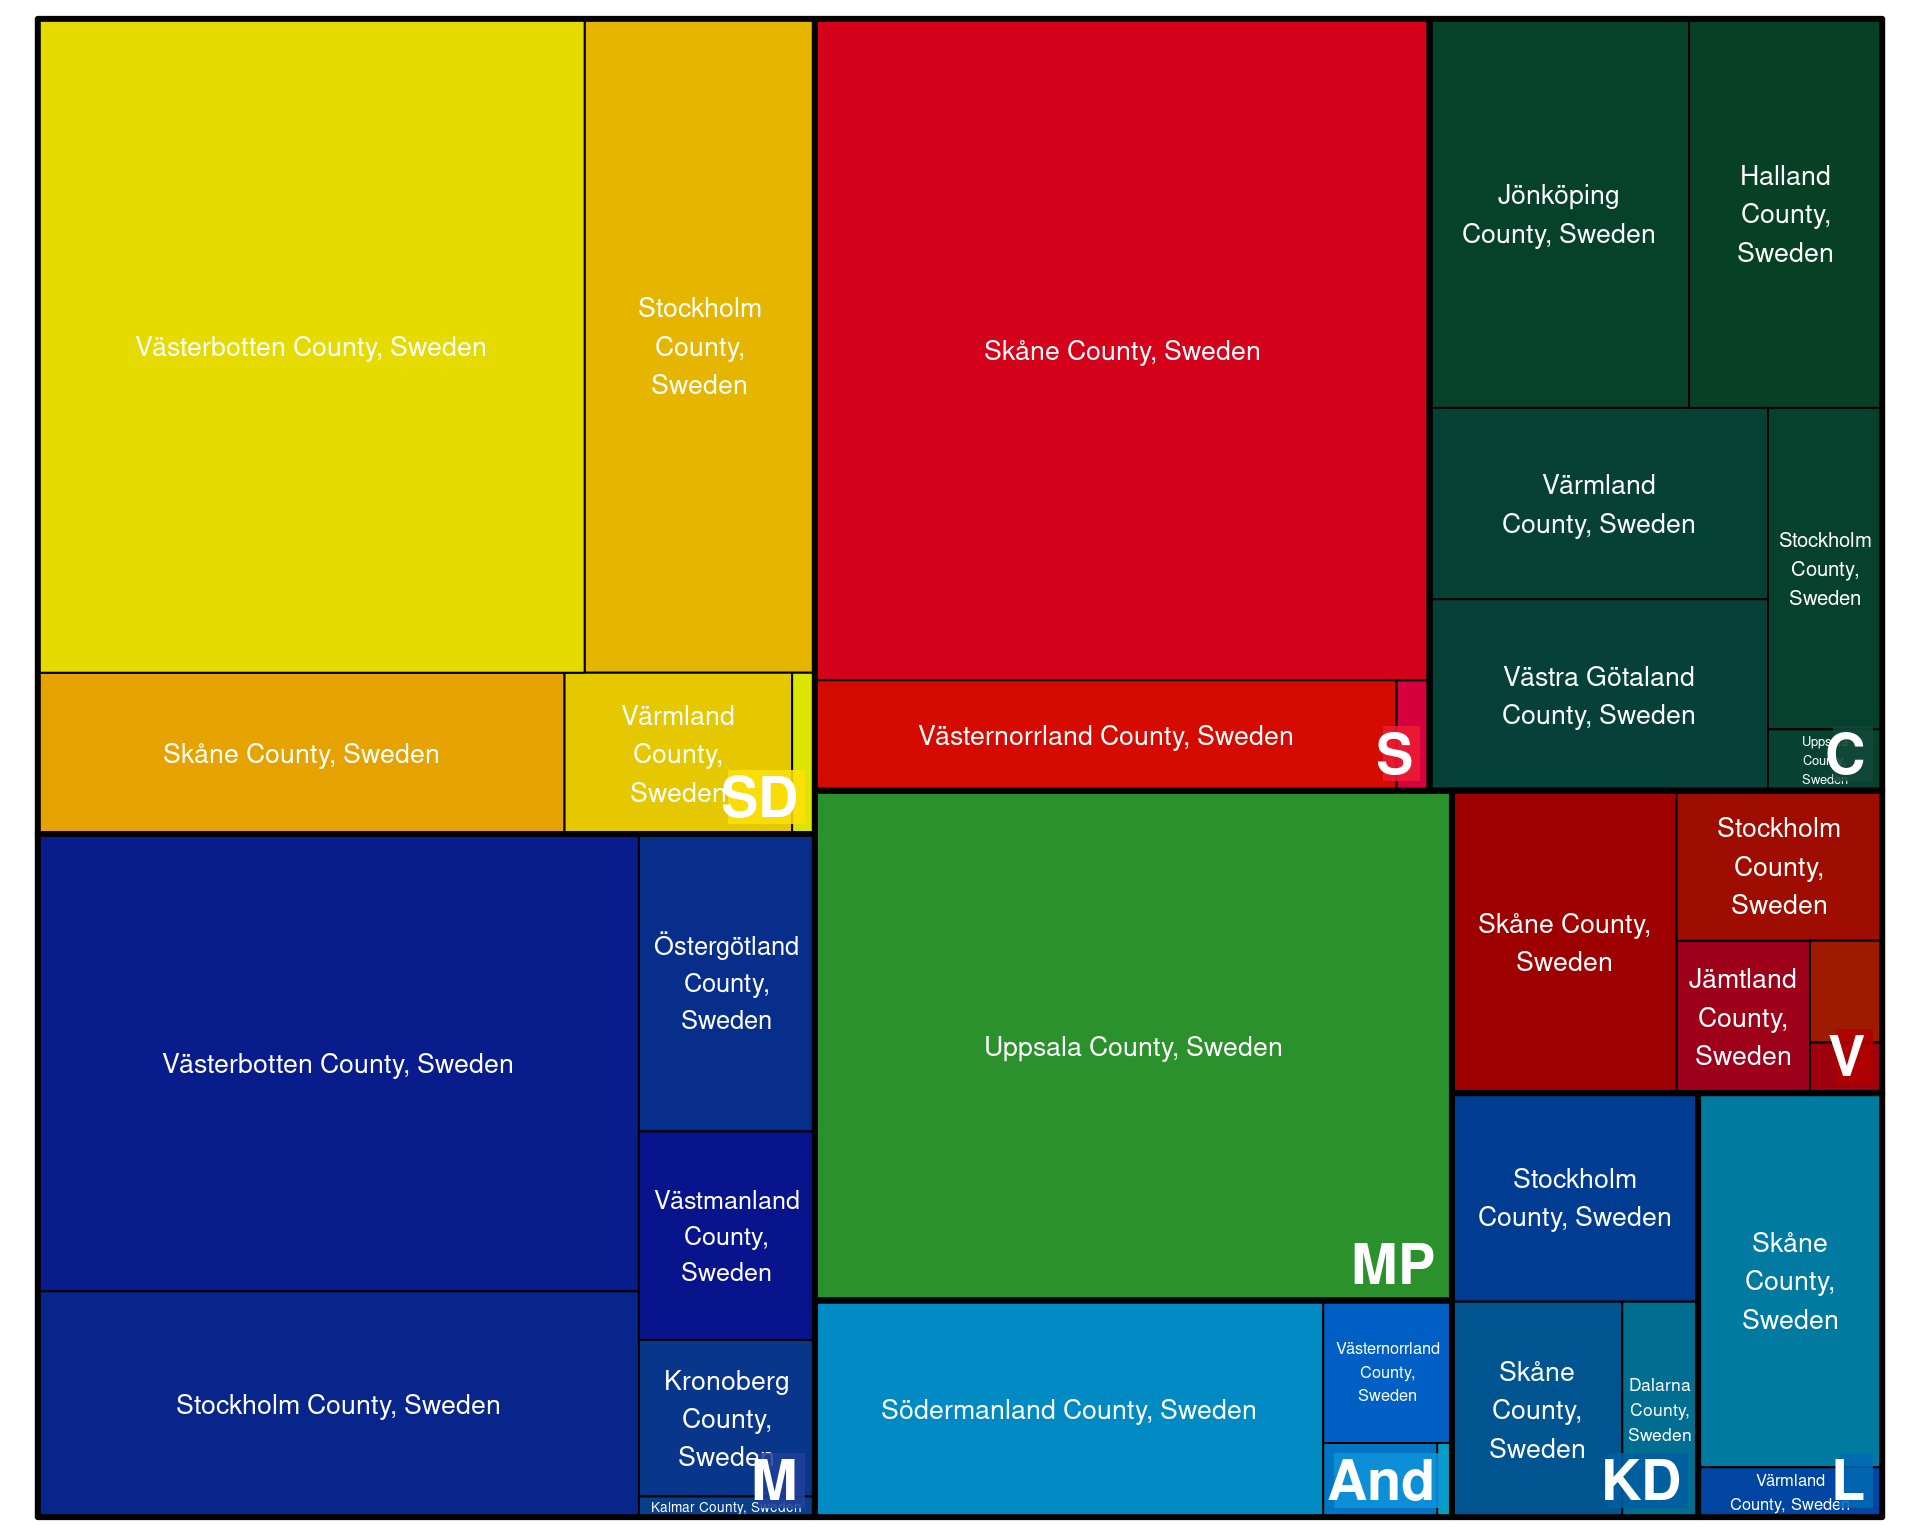 Västerbotten County, Sweden
Stockholm
County,
Sweden
Skåne County, Sweden
Värmland
County,
Sweden
SD
Skåne County, Sweden
Västernorrland County, Sweden
S
Jönköping
County, Sweden
Halland
County,
Sweden
Värmland
County, Sweden
Stockholm
County,
Sweden
Västra Götaland
County, Sweden
Uppsala
County,
Sweden
C
Västerbotten County, Sweden
Östergötland
County,
Sweden
Västmanland
County,
Sweden
Stockholm County, Sweden
Kronoberg
County,
Sweden
Kalmar County, Sweden
M
Uppsala County, Sweden
MP
Södermanland County, Sweden
Västernorrland
County,
Sweden
And
Skåne County,
Sweden
Stockholm
County,
Sweden
Jämtland
County,
Sweden
V
Stockholm
County, Sweden
Skåne
County,
Sweden
Dalarna
County,
Sweden
KD
Skåne
County,
Sweden
Värmland
County, Sweden
L